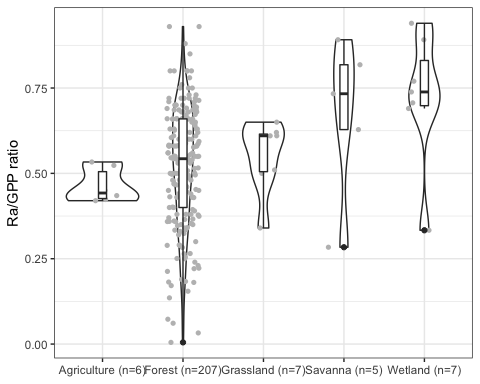 Ra/GPP ratio
0.75
0.50
0.25
0.00
Agriculture (n=6) Forest (n=207) Grassland (n=7) Savanna (n=5) Wetland (n=7)